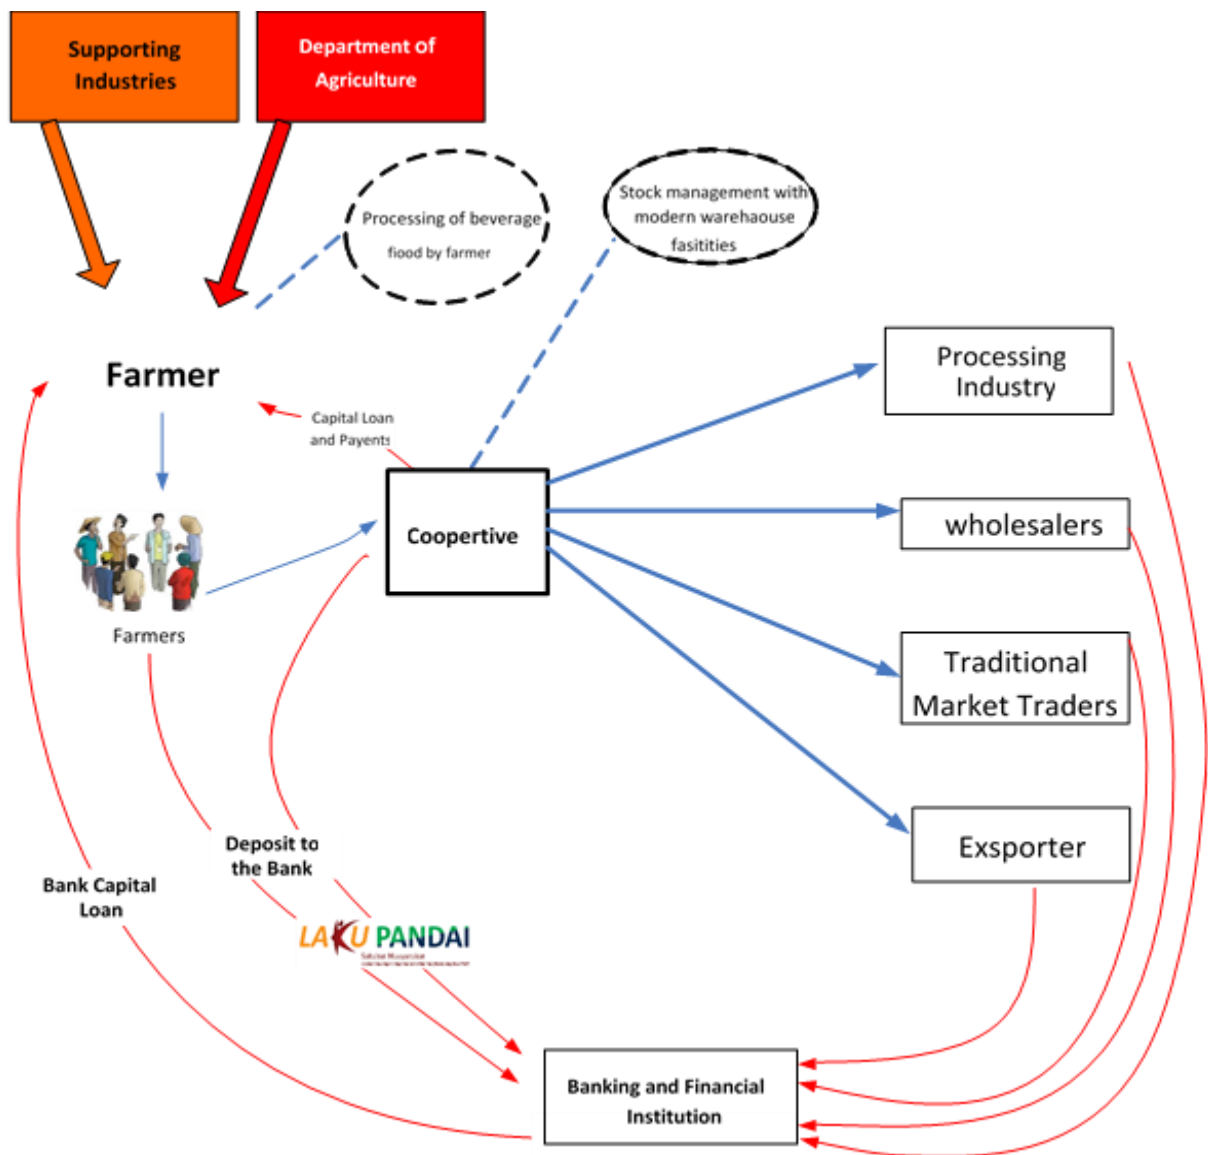 Supporting
Industries
Department of
Agriculture
Processing of beverage
fiood by farmer
Stock management with
modern warehaouse
fasitities
Farmer
Capital Loan
and Payents
Processing
Industry
Coopertive
wholesalers
Farmers
Traditional
Market Traders
Deposit to
the Bank
Exsporter
Bank Capital
Loan
LAKU PANDAI
Banking and Financial
Institution